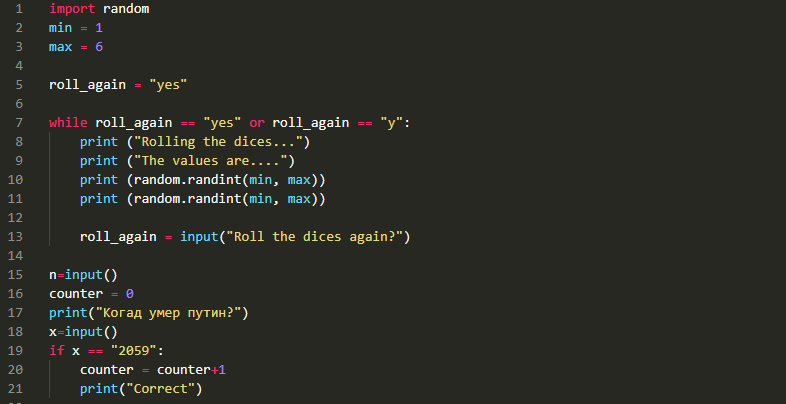 1 import random
2 min = 1
3 max = 6
4
5 roll_again = "yes"
6
7 while roll_again == "yes" or roll_again == "y":
8     print ("Rolling the dices...")
9     print ("The values are....")
10     print (random.randint(min, max))
11     print (random.randint(min, max))
12
13     roll_again = input("Roll the dices again?")
14
15 n=input()
16 counter = 0
17 print("Когад умер путин?")
18 x=input()
19 if x == "2059":
20     counter = counter+1
21     print("Correct")